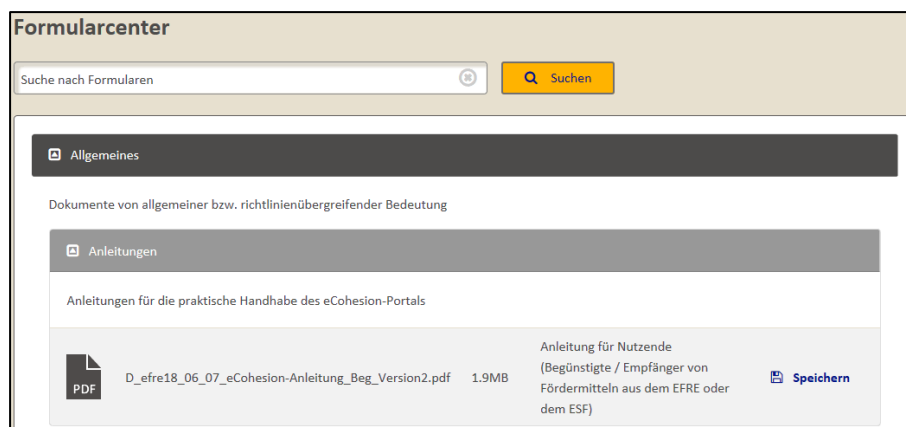 Formularcenter
Suche nach Formularen
Suchen
Allgemeines
Dokumente von allgemeiner bzw. richtlinienübergreifender Bedeutung
Anleitungen
Anleitungen für die praktische Handhabe des eCohesion-Portals
PDF
D_efre18_06_07_eCohesion-Anleitung_Beg_Version2.pdf
1.9MB
Anleitung für Nutzende
(Begünstigte / Empfänger von
Fördermitteln aus dem EFRE oder
dem ESF)
Speichern